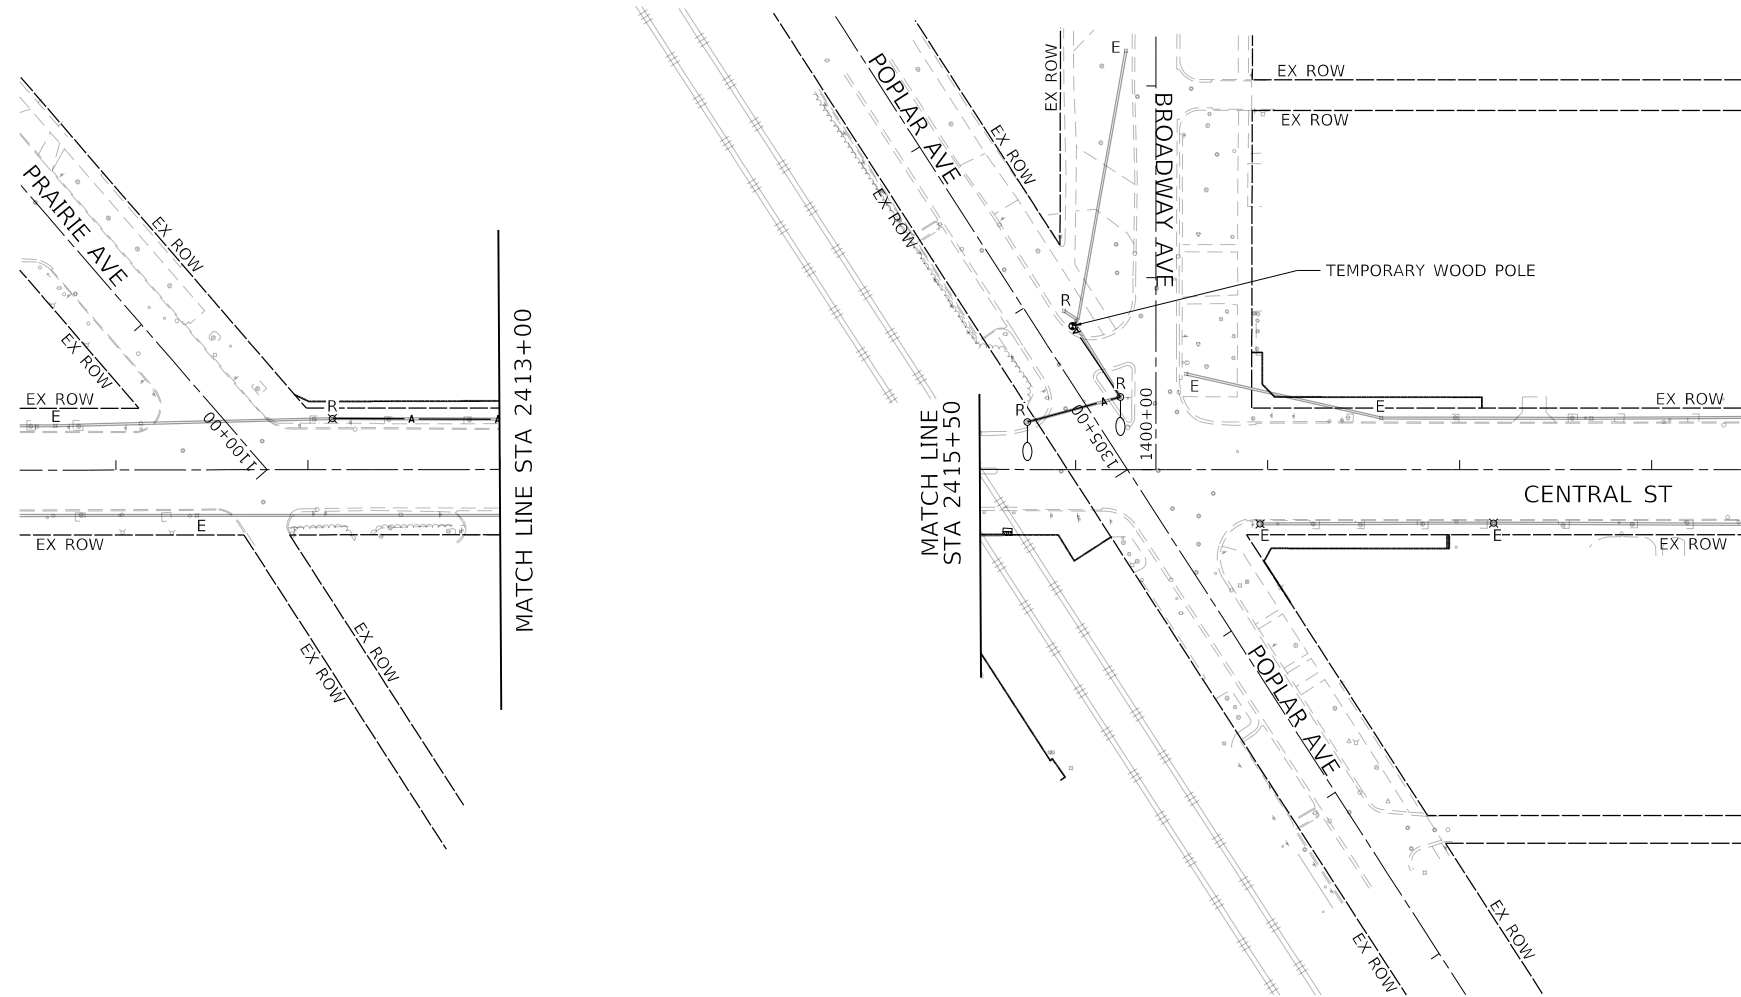 PRAIRIE AVE
EX ROW
EX ROW
EX ROW
E
R
A
A
1100+00
E
EX ROW
EX ROW
EX ROW
MATCH LINE STA 2413+00
POPLAR AVE
EX ROW
EX ROW
EX ROW
E
BROADWAY AVE
EX ROW
EX ROW
TEMPORARY WOOD POLE
R
R
R
A
1305+00
1400+00
E
E
EX ROW
MATCH LINE
STA 2415+50
CENTRAL ST
E
E
EX ROW
POPLAR AVE
EX ROW
EX ROW